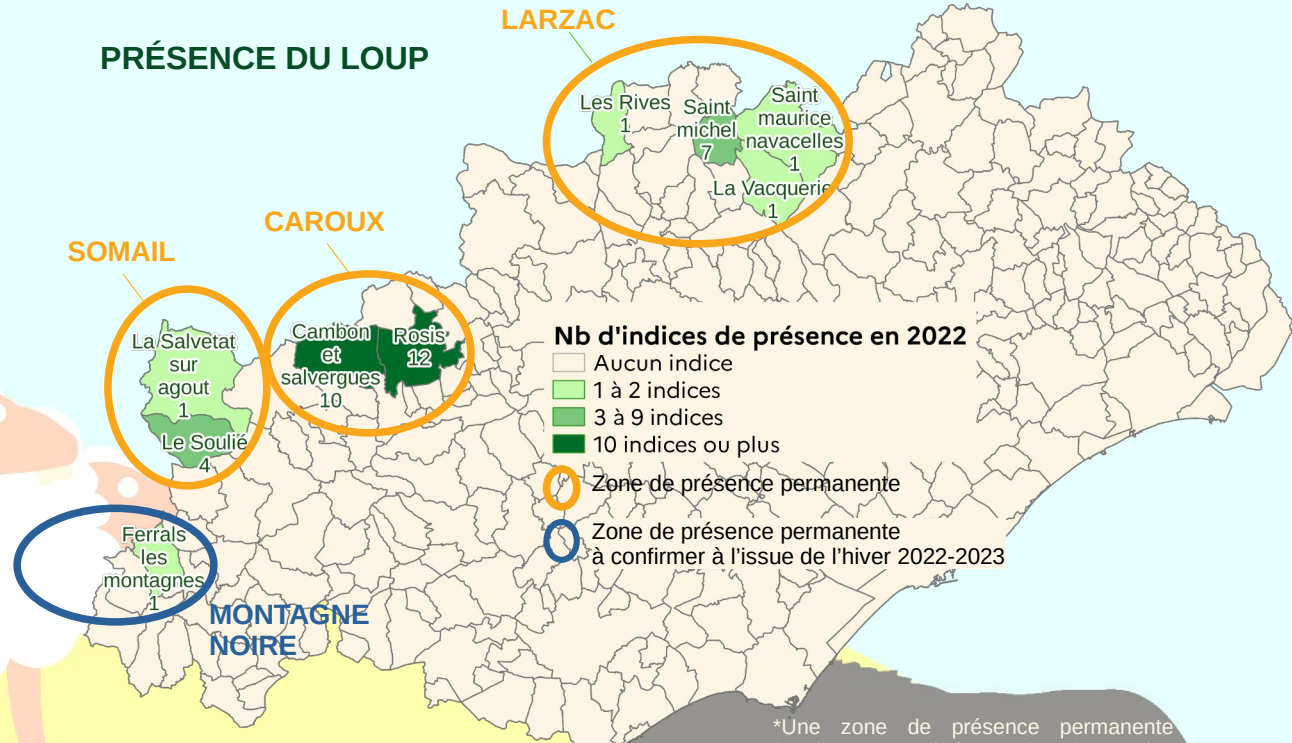 LARZAC
PRÉSENCE DU LOUP
Les Rives
1
Saint
michel
7
Saint
maurice
navacelles
1
La Vacquerie
1
CAROUX
SOMAIL
La Salvetat
sur
agout
1
Le Soulié
4
Cambon
et
salvergues
10
Rosis
12
Nb d'indices de présence en 2022
Aucun indice
1 à 2 indices
3 à 9 indices
10 indices ou plus
Zone de présence permanente
Zone de présence permanente
à confirmer à l'issue de l'hiver 2022-2023
Ferrals
les
montagnes
1
MONTAGNE
NOIRE
*Une zone de présence permanente